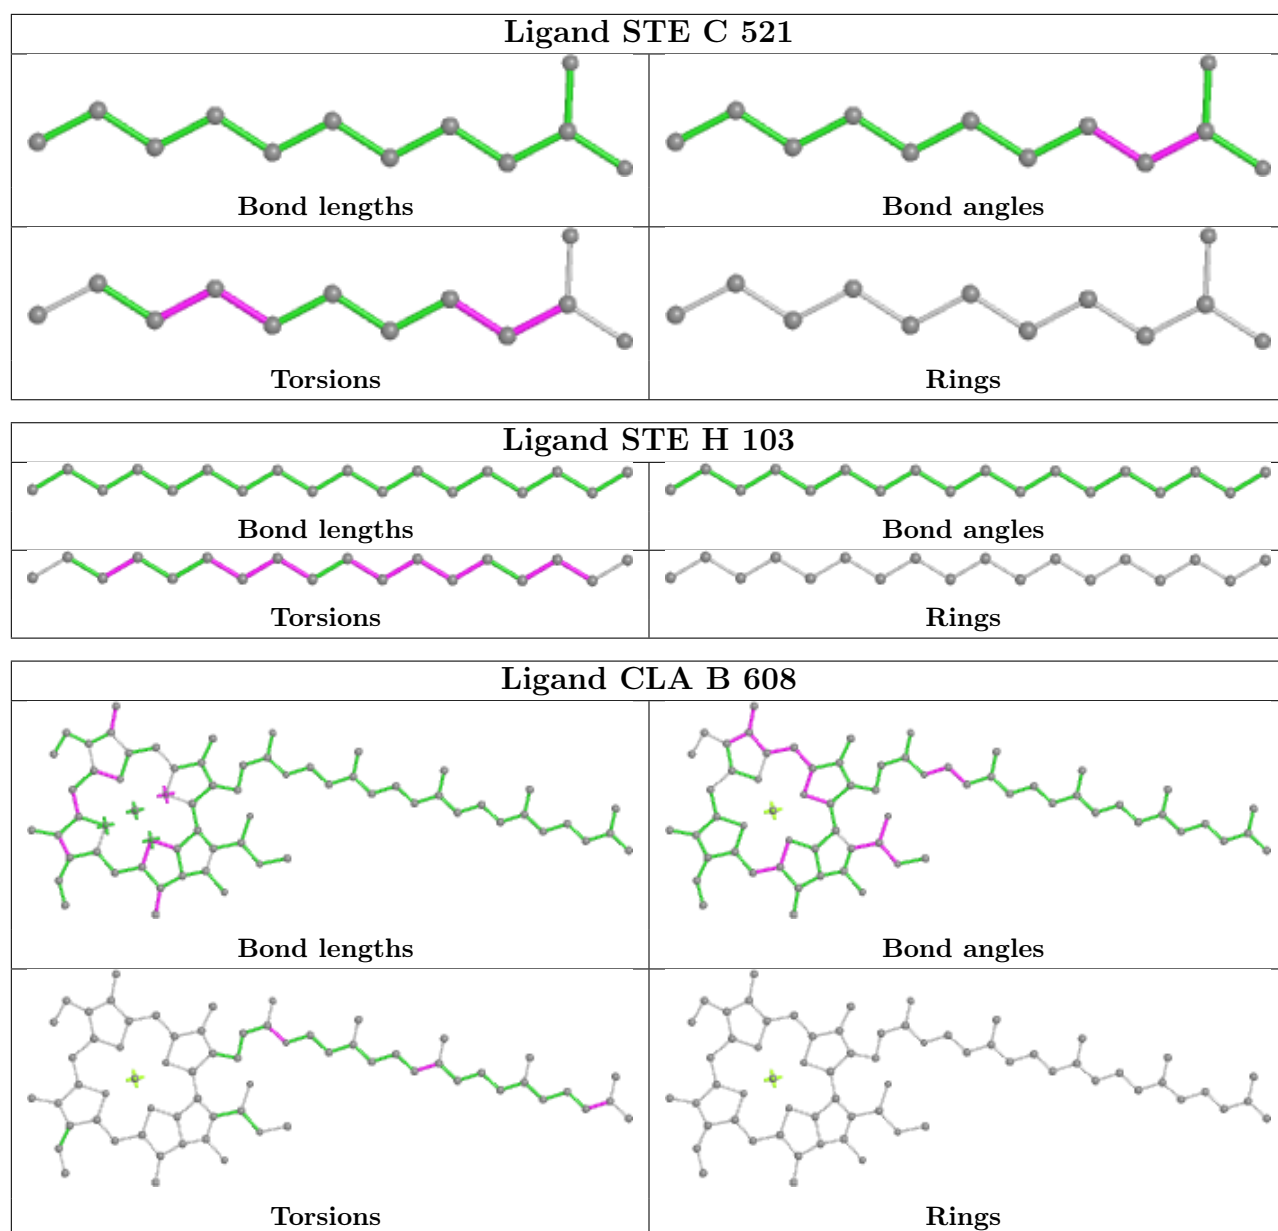 Ligand STE C 521
Bond lengths
Bond angles
Torsions
Rings
Ligand STE H 103
Bond lengths
Bond angles
Torsions
Rings
Ligand CLA B 608
Bond lengths
Bond angles
Torsions
Rings